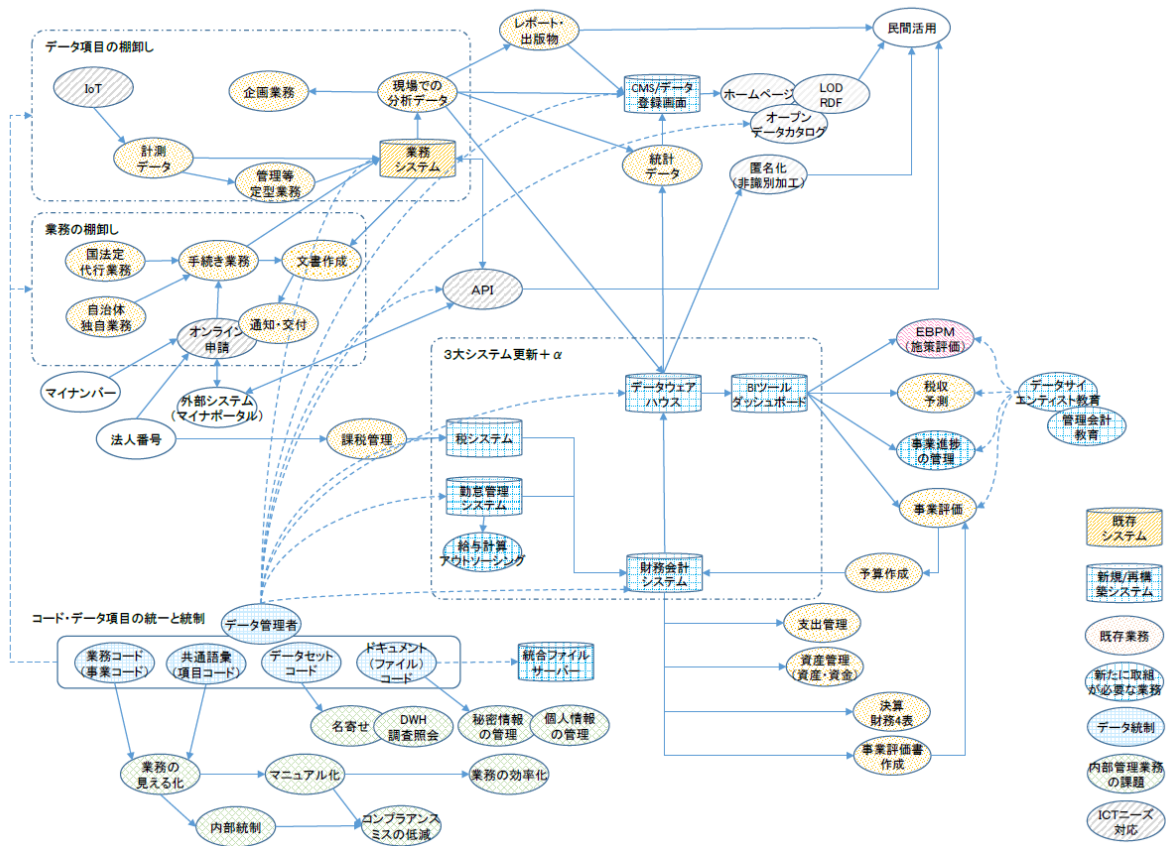 データ項目の棚卸し
IoT
計測
データ
管理等
定型業務
企画業務
現場での
分析データ
業務
システム
レポート・
出版物
民間活用
CMS/データ
登録画面
ホームページ
LOD
RDF
オープン
データカタログ
統計
データ
匿名化
(非識別加工)
業務の棚卸し
国法定
代行業務
手続き業務
文書作成
自治体
独自業務
オンライン
申請
通知・交付
API
マイナンバー
外部システム
(マイナポータル)
法人番号
課税管理
3大システム更新+α
データウェア
ハウス
BIツール
ダッシュボード
税システム
勤怠管理
システム
給与計算
アウトソーシング
財務会計
システム
EBPM
(施策評価)
税収
予測
事業進捗
の管理
事業評価
データサイ
エンティスト教育
管理会計
教育
予算作成
支出管理
資産管理
(資産・資金)
決算
財務4表
事業評価書
作成
コード・データ項目の統一と統制
データ管理者
業務コード
(事業コード)
共通語彙
(項目コード)
データセット
コード
ドキュメント
(ファイル)
コード
統合ファイル
サーバー
名寄せ
DWH
調査照会
秘密情報
の管理
個人情報
の管理
業務の
見える化
マニュアル化
業務の効率化
内部統制
コンプラアンス
ミスの低減
既存
システム
新規/再構
築システム
既存業務
新たに取組
が必要な業務
データ統制
内部管理業務
の課題
ICTニーズ
対応